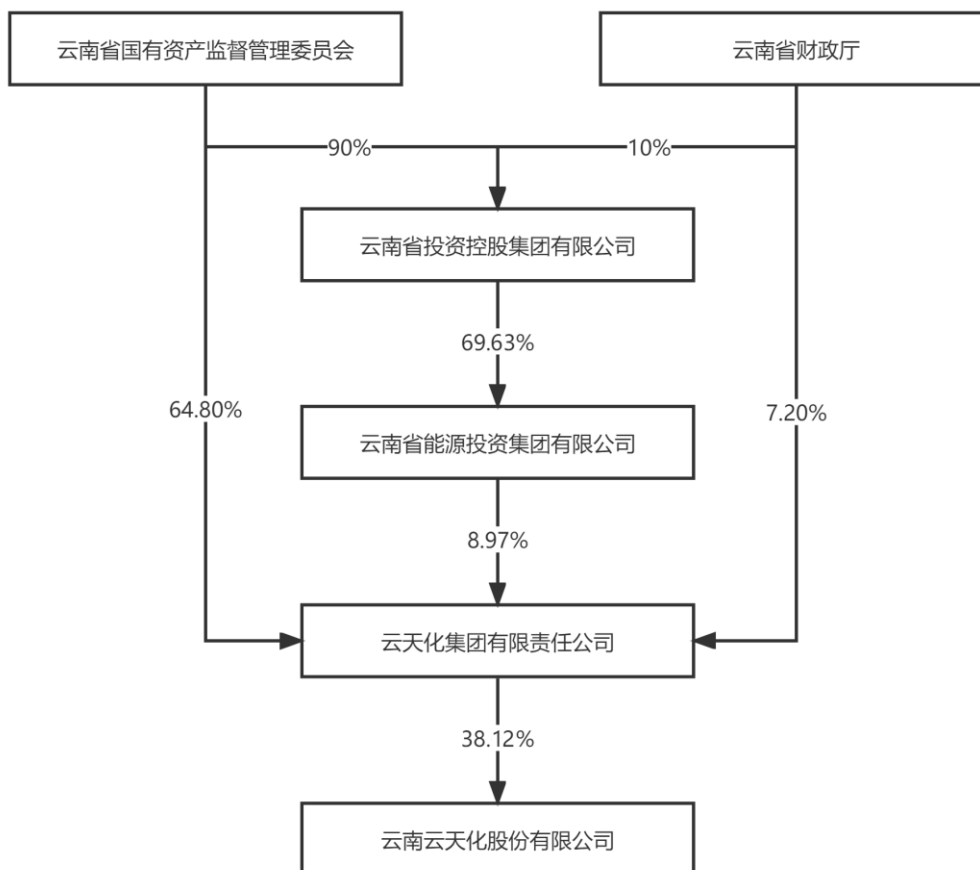 云南省国有资产监督管理委员会
云南省财政厅
90%
10%
云南省投资控股集团有限公司
69.63%
64.80%
7.20%
云南省能源投资集团有限公司
8.97%
云天化集团有限责任公司
38.12%
云南云天化股份有限公司